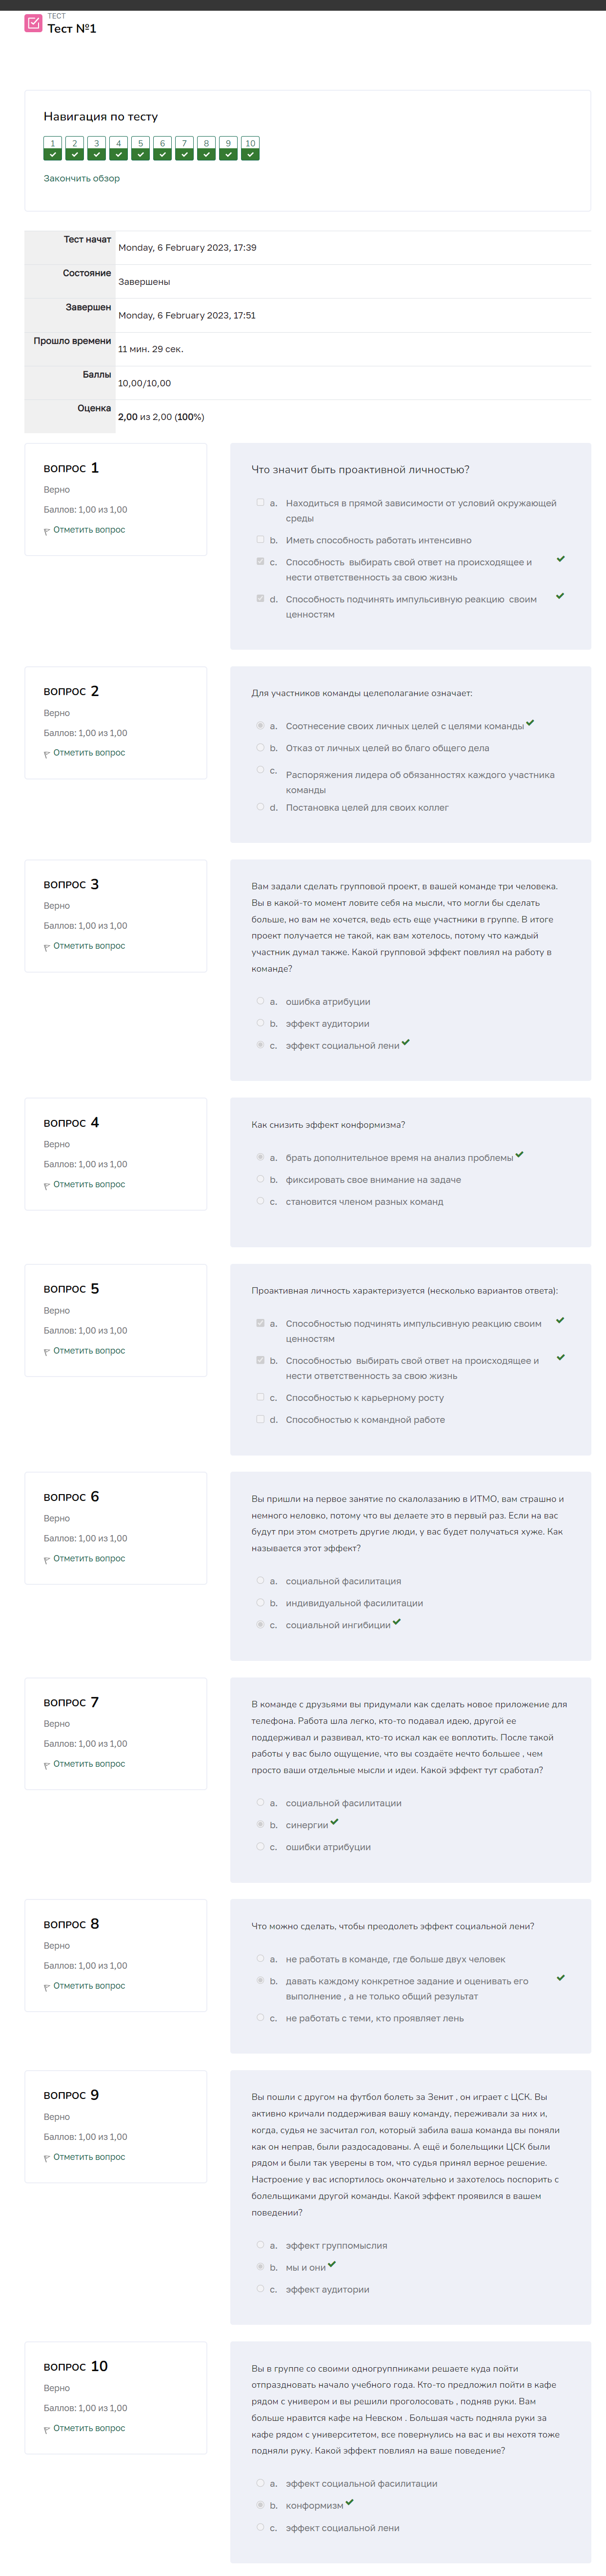 ТЕСТ
Тест №1
Навигация по тесту
1 2 3 4 5 6 7 8 9 10
Закончить обзор
Тест начат Monday, 6 February 2023, 17:39
Состояние Завершены
Завершен Monday, 6 February 2023, 17:51
Прошло времени 11 мин. 29 сек.
Баллы 10,00/10,00
Оценка 2,00 из 2,00 (100%)
ВОПРОС 1
Верно
Баллов: 1,00 из 1,00
Отметить вопрос
Что значит быть проактивной личностью?
a. Находиться в прямой зависимости от условий окружающей
среды
b. Иметь способность работать интенсивно
c. Способность выбирать свой ответ на происходящее и
нести ответственность за свою жизнь
d. Способность подчинять импульсивную реакцию своим
ценностям
ВОПРОС 2
Верно
Баллов: 1,00 из 1,00
Отметить вопрос
Для участников команды целеполагание означает:
a. Соотнесение своих личных целей с целями команды
b. Отказ от личных целей во благо общего дела
c.
Распоряжения лидера об обязанностях каждого участника
команды
d. Постановка целей для своих коллег
ВОПРОС 3
Верно
Баллов: 1,00 из 1,00
Отметить вопрос
Вам задали сделать групповой проект, в вашей команде три человека.
Вы в какой-то момент ловите себя на мысли, что могли бы сделать
больше, но вам не хочется, ведь есть еще участники в группе. В итоге
проект получается не такой, как вам хотелось, потому что каждый
участник думал также. Какой групповой эффект повлиял на работу в
команде?
a. ошибка атрибуции
b. эффект аудитории
c. эффект социальной лени
ВОПРОС 4
Верно
Баллов: 1,00 из 1,00
Отметить вопрос
Как снизить эффект конформизма?
a. брать дополнительное время на анализ проблемы
b. фиксировать свое внимание на задаче
c. становится членом разных команд
ВОПРОС 5
Верно
Баллов: 1,00 из 1,00
Отметить вопрос
Проактивная личность характеризуется (несколько вариантов ответа):
a. Способностью подчинять импульсивную реакцию своим
ценностям
b. Способностью выбирать свой ответ на происходящее и
нести ответственность за свою жизнь
c. Способностью к карьерному росту
d. Способностью к командной работе
ВОПРОС 6
Верно
Баллов: 1,00 из 1,00
Отметить вопрос
Вы пришли на первое занятие по скалолазанию в ИТМО, вам страшно и
немного неловко, потому что вы делаете это в первый раз. Если на вас
будут при этом смотреть другие люди, у вас будет получаться хуже. Как
называется этот эффект?
a. социальной фасилитация
b. индивидуальной фасилитации
c. социальной ингибиции
ВОПРОС 7
Верно
Баллов: 1,00 из 1,00
Отметить вопрос
В команде с друзьями вы придумали как сделать новое приложение для
телефона. Работа шла легко, кто-то подавал идею, другой ее
поддерживал и развивал, кто-то искал как ее воплотить. После такой
работы у вас было ощущение, что вы создаёте нечто большее , чем
просто ваши отдельные мысли и идеи. Какой эффект тут сработал?
a. социальной фасилитации
b. синергии
c. ошибки атрибуции
ВОПРОС 8
Верно
Баллов: 1,00 из 1,00
Отметить вопрос
Что можно сделать, чтобы преодолеть эффект социальной лени?
a. не работать в команде, где больше двух человек
b. давать каждому конкретное задание и оценивать его
выполнение , а не только общий результат
c. не работать с теми, кто проявляет лень
ВОПРОС 9
Верно
Баллов: 1,00 из 1,00
Отметить вопрос
Вы пошли с другом на футбол болеть за Зенит , он играет с ЦСК. Вы
активно кричали поддерживая вашу команду, переживали за них и,
когда, судья не засчитал гол, который забила ваша команда вы поняли
как он неправ, были раздосадованы. А ещё и болельщики ЦСК были
рядом и были так уверены в том, что судья принял верное решение.
Настроение у вас испортилось окончательно и захотелось поспорить с
болельщиками другой команды. Какой эффект проявился в вашем
поведении?
a. эффект группомыслия
b. мы и они
c. эффект аудитории
ВОПРОС 10
Верно
Баллов: 1,00 из 1,00
Отметить вопрос
Вы в группе со своими одногруппниками решаете куда пойти
отпраздновать начало учебного года. Кто-то предложил пойти в кафе
рядом с универом и вы решили проголосовать , подняв руки. Вам
больше нравится кафе на Невском . Большая часть подняла руки за
кафе рядом с университетом, все повернулись на вас и вы нехотя тоже
подняли руку. Какой эффект повлиял на ваше поведение?
a. эффект социальной фасилитации
b. конформизм
c. эффект социальной лени